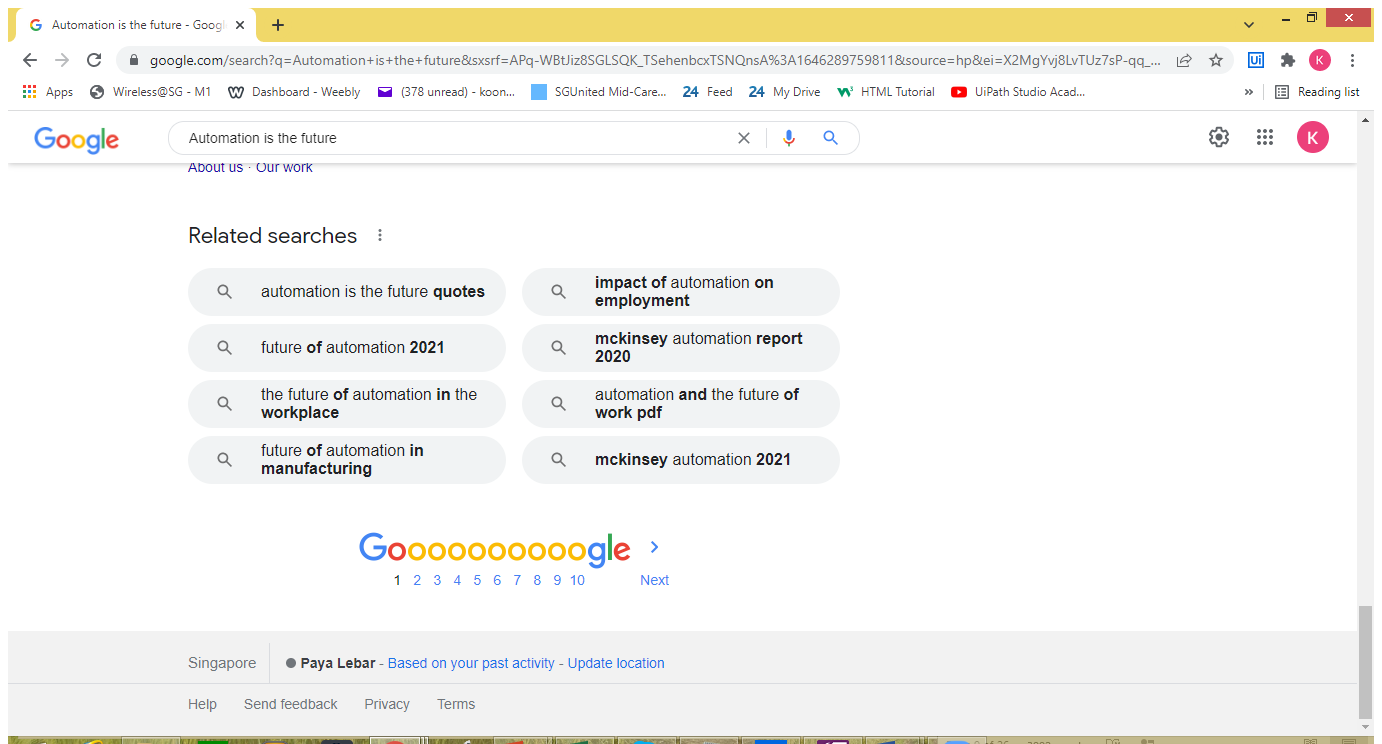 Automation is the future - Goog
google.com/search?q=Automation+is+the+future&sxsrf=APq-WBtJiz8SGLSQK_TSehenbcxTSNQnsA%3A1646289759811&source=hp&ei=X2MgYvj8LvTUz7sP-qq_...
Ui
K
Apps
Wireless@SG - M1
Dashboard - Weebly
(378 unread) - koon...
SGUnited Mid-Care...
24 Feed
24 My Drive
HTML Tutorial
UiPath Studio Acad...
»
Reading list
Google
Automation is the future
K
About us · Our work
Related searches
automation is the future quotes
impact of automation on
employment
future of automation 2021
mckinsey automation report
2020
the future of automation in the
workplace
automation and the future of
work pdf
future of automation in
manufacturing
mckinsey automation 2021
Goooooooooogle
1 2 3 4 5 6 7 8 9 10 Next
Singapore
Paya Lebar - Based on your past activity - Update location
Help Send feedback Privacy Terms